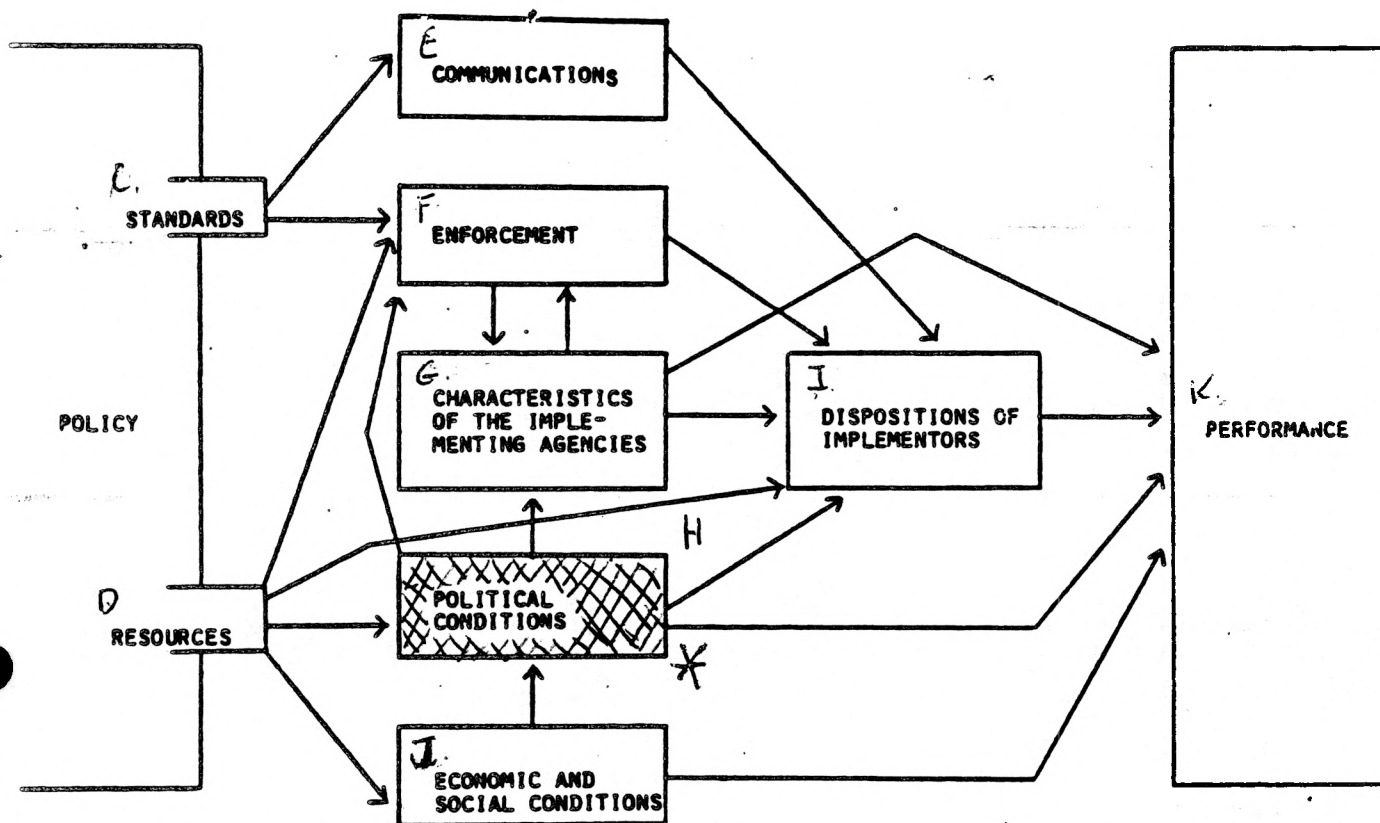 E
COMMUNICATIONS
C.
STANDARDS
F
ENFORCEMENT
G.
CHARACTERISTICS
OF THE IMPLE-
MENTING AGENCIES
I.
DISPOSITIONS OF
IMPLEMENTORS
K.
PERFORMANCE
POLICY
H
D
RESOURCES
POLITICAL
CONDITIONS
J.
ECONOMIC AND
SOCIAL CONDITIONS